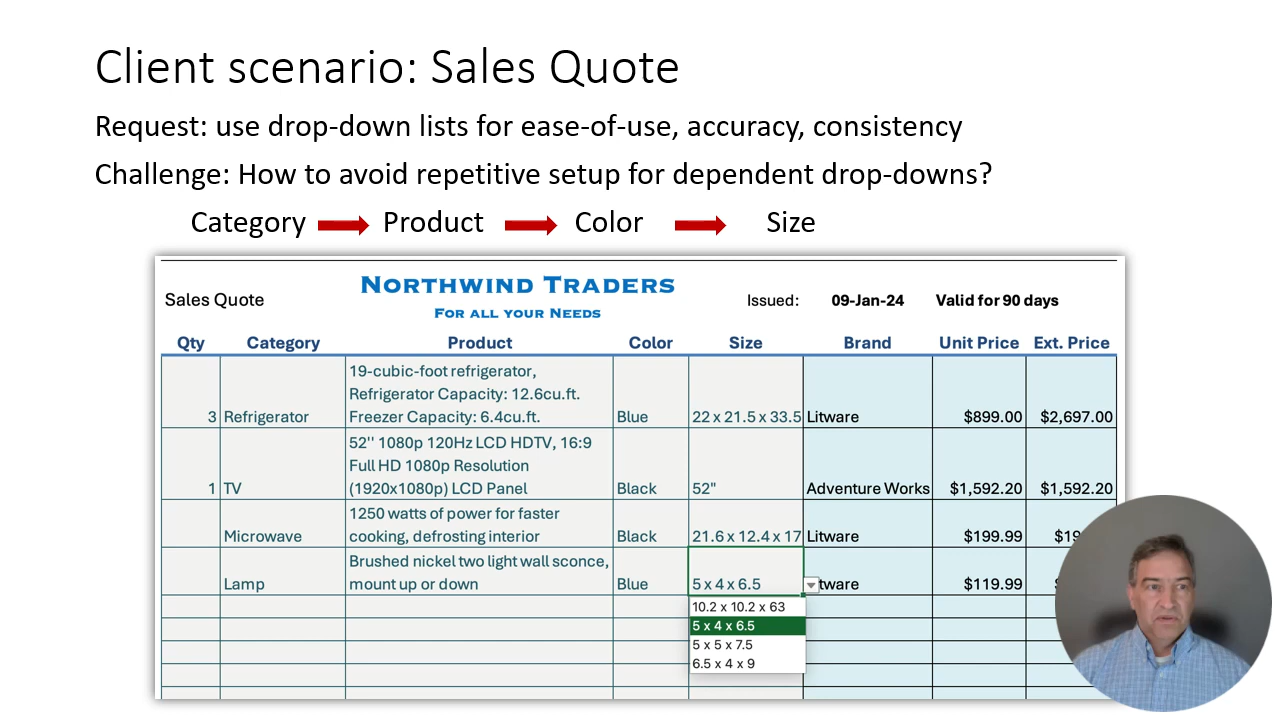 Client scenario: Sales Quote
Request: use drop-down lists for ease-of-use, accuracy, consistency
Challenge: How to avoid repetitive setup for dependent drop-downs?
Category Product Color Size
Sales Quote
NORTHWIND TRADERS
FOR ALL YOUR NEEDS
Issued: 09-Jan-24 Valid for 90 days
Qty Category Product Color Size Brand Unit Price Ext. Price
19-cubic-foot refrigerator,
Refrigerator Capacity: 12.6cu.ft.
3 Refrigerator Freezer Capacity: 6.4cu.ft. Blue 22 x 21.5 x 33.5 Litware $899.00 $2,697.00
52'' 1080p 120Hz LCD HDTV, 16:9
Full HD 1080p Resolution
1 TV (1920x1080p) LCD Panel Black 52" Adventure Works $1,592.20 $1,592.20
1250 watts of power for faster
Microwave cooking, defrosting interior Black 21.6 x 12.4 x 17 Litware $199.99
Brushed nickel two light wall sconce,
Lamp mount up or down Blue 5 x 4 x 6.5 tware $119.99
10.2 x 10.2 x 63
5 x 4 x 6.5
5 x 5 x 7.5
6.5 x 4 x 9